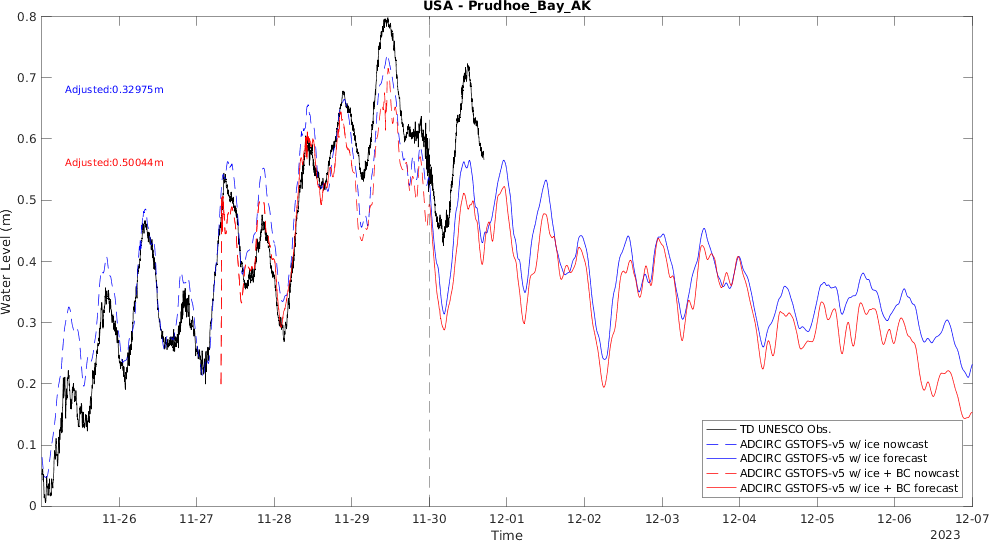 USA - Prudhoe_Bay_AK
0.8
0.7
0.6
0.5
0.4
0.3
0.2
0.1
0
Water Level (m)
Adjusted:0.32975m
Adjusted:0.50044m
TD UNESCO Obs.
ADCIRC GSTOFS-v5 w/ ice nowcast
ADCIRC GSTOFS-v5 w/ ice forecast
ADCIRC GSTOFS-v5 w/ ice + BC nowcast
ADCIRC GSTOFS-v5 w/ ice + BC forecast
11-26 11-27 11-28 11-29 11-30 12-01 12-02 12-03 12-04 12-05 12-06 12-07
Time
2023